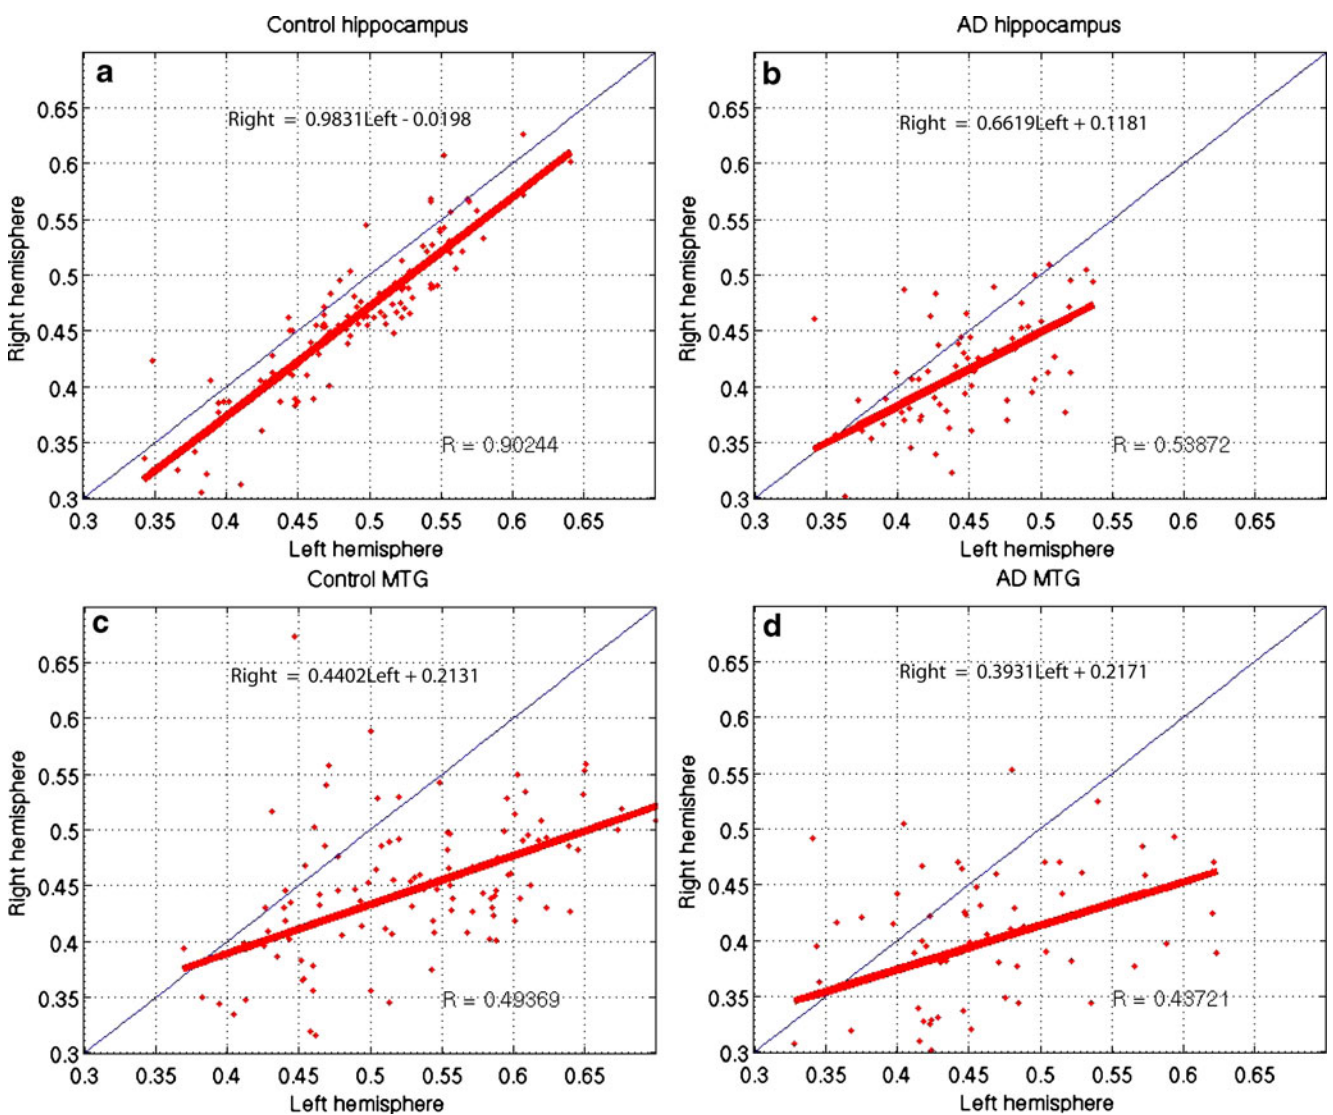 Control hippocampus
a
Right = 0.9831Left - 0.0198
R = 0.90244
0.65
0.6
0.55
0.5
0.45
0.4
0.35
0.3
Right hemisphere
0.3 0.35 0.4 0.45 0.5 0.55 0.6 0.65
Left hemisphere
AD hippocampus
b
Right = 0.6619Left + 0.1181
R = 0.53872
0.65
0.6
0.55
0.5
0.45
0.4
0.35
0.3
Right hemisphere
0.3 0.35 0.4 0.45 0.5 0.55 0.6 0.65
Left hemisphere
Control MTG
c
Right = 0.4402Left + 0.2131
R = 0.49369
0.65
0.6
0.55
0.5
0.45
0.4
0.35
0.3
Right hemisphere
0.3 0.35 0.4 0.45 0.5 0.55 0.6 0.65
Left hemisphere
AD MTG
d
Right = 0.3931Left + 0.2171
R = 0.43721
0.65
0.6
0.55
0.5
0.45
0.4
0.35
0.3
Right hemishere
0.3 0.35 0.4 0.45 0.5 0.55 0.6 0.65
Left hemisphere